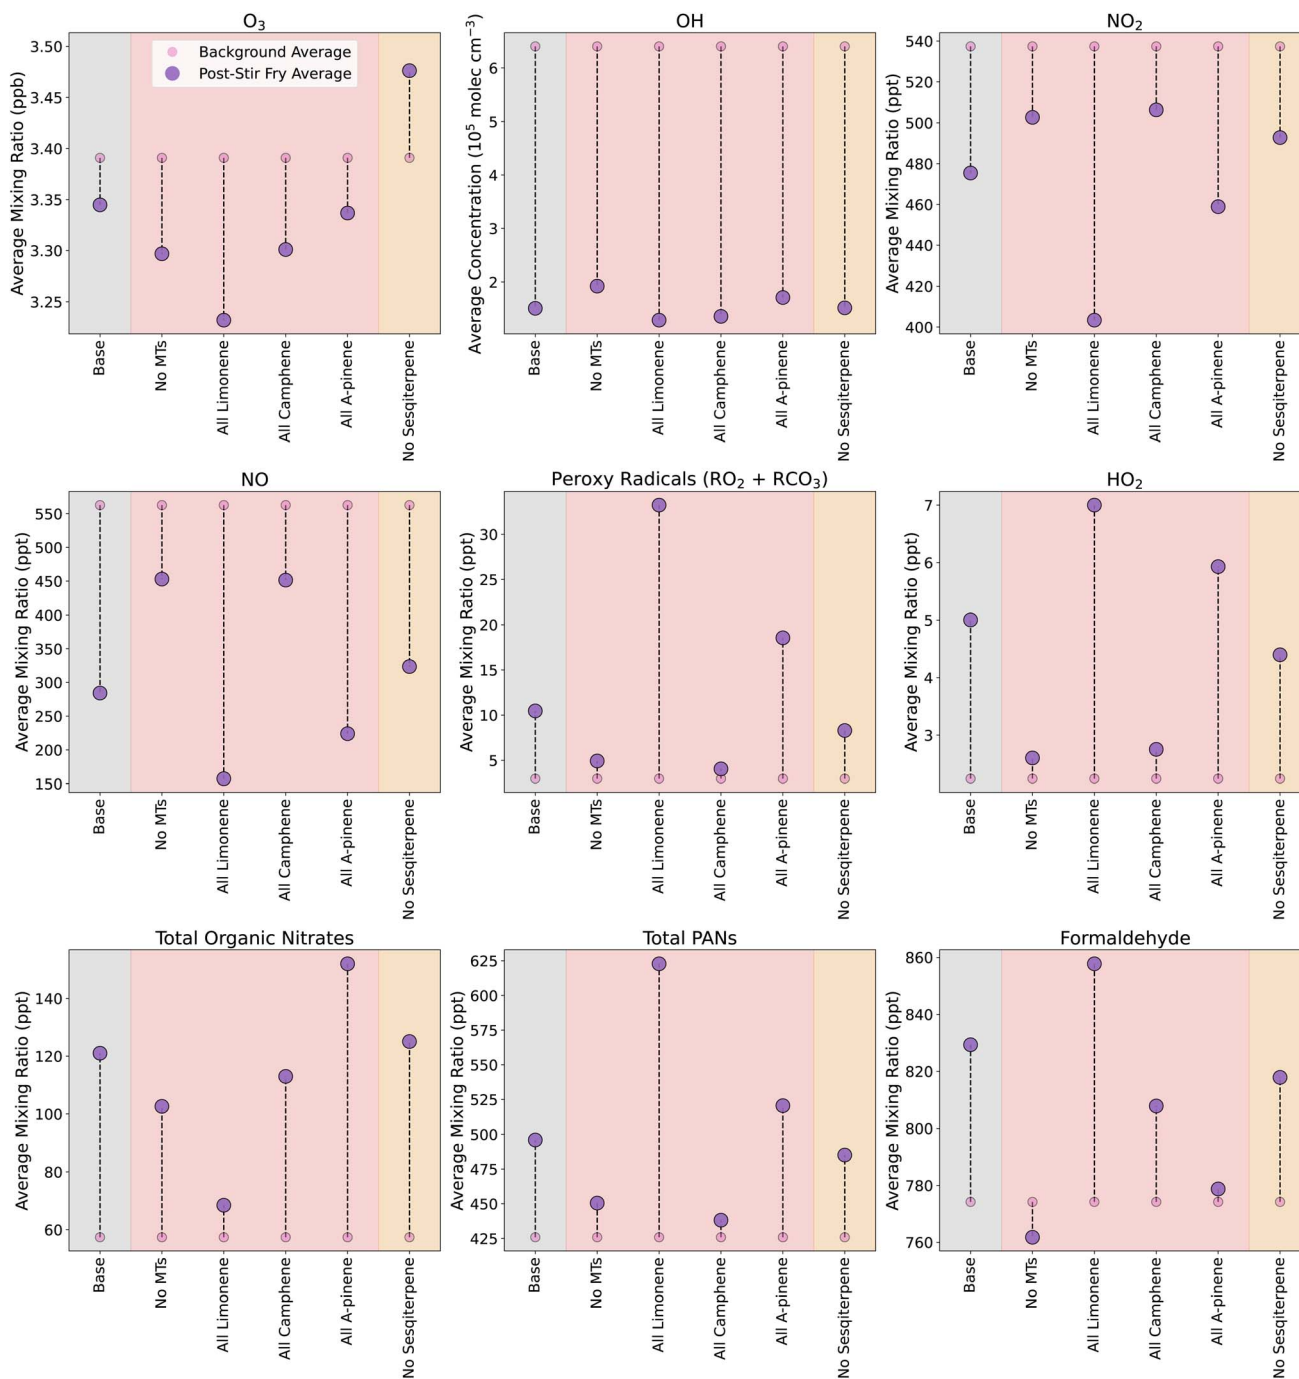 O₃
Average Mixing Ratio (ppb)
3.50
3.45
3.40
3.35
3.30
3.25
Background Average
Post-Stir Fry Average
Base
No MTs
All Limonene
All Camphene
All A-pinene
No Sesqiterpene
OH
Average Concentration (10⁵ molec cm⁻³)
6
5
4
3
2
Base
No MTs
All Limonene
All Camphene
All A-pinene
No Sesqiterpene
NO₂
Average Mixing Ratio (ppt)
540
520
500
480
460
440
420
400
Base
No MTs
All Limonene
All Camphene
All A-pinene
No Sesqiterpene
NO
Average Mixing Ratio (ppt)
550
500
450
400
350
300
250
200
150
Base
No MTs
All Limonene
All Camphene
All A-pinene
No Sesqiterpene
Peroxy Radicals (RO₂ + RCO₃)
Average Mixing Ratio (ppt)
30
25
20
15
10
5
Base
No MTs
All Limonene
All Camphene
All A-pinene
No Sesqiterpene
HO₂
Average Mixing Ratio (ppt)
7
6
5
4
3
Base
No MTs
All Limonene
All Camphene
All A-pinene
No Sesqiterpene
Total Organic Nitrates
Average Mixing Ratio (ppt)
140
120
100
80
60
Base
No MTs
All Limonene
All Camphene
All A-pinene
No Sesqiterpene
Total PANs
Average Mixing Ratio (ppt)
625
600
575
550
525
500
475
450
425
Base
No MTs
All Limonene
All Camphene
All A-pinene
No Sesqiterpene
Formaldehyde
Average Mixing Ratio (ppt)
860
840
820
800
780
760
Base
No MTs
All Limonene
All Camphene
All A-pinene
No Sesqiterpene